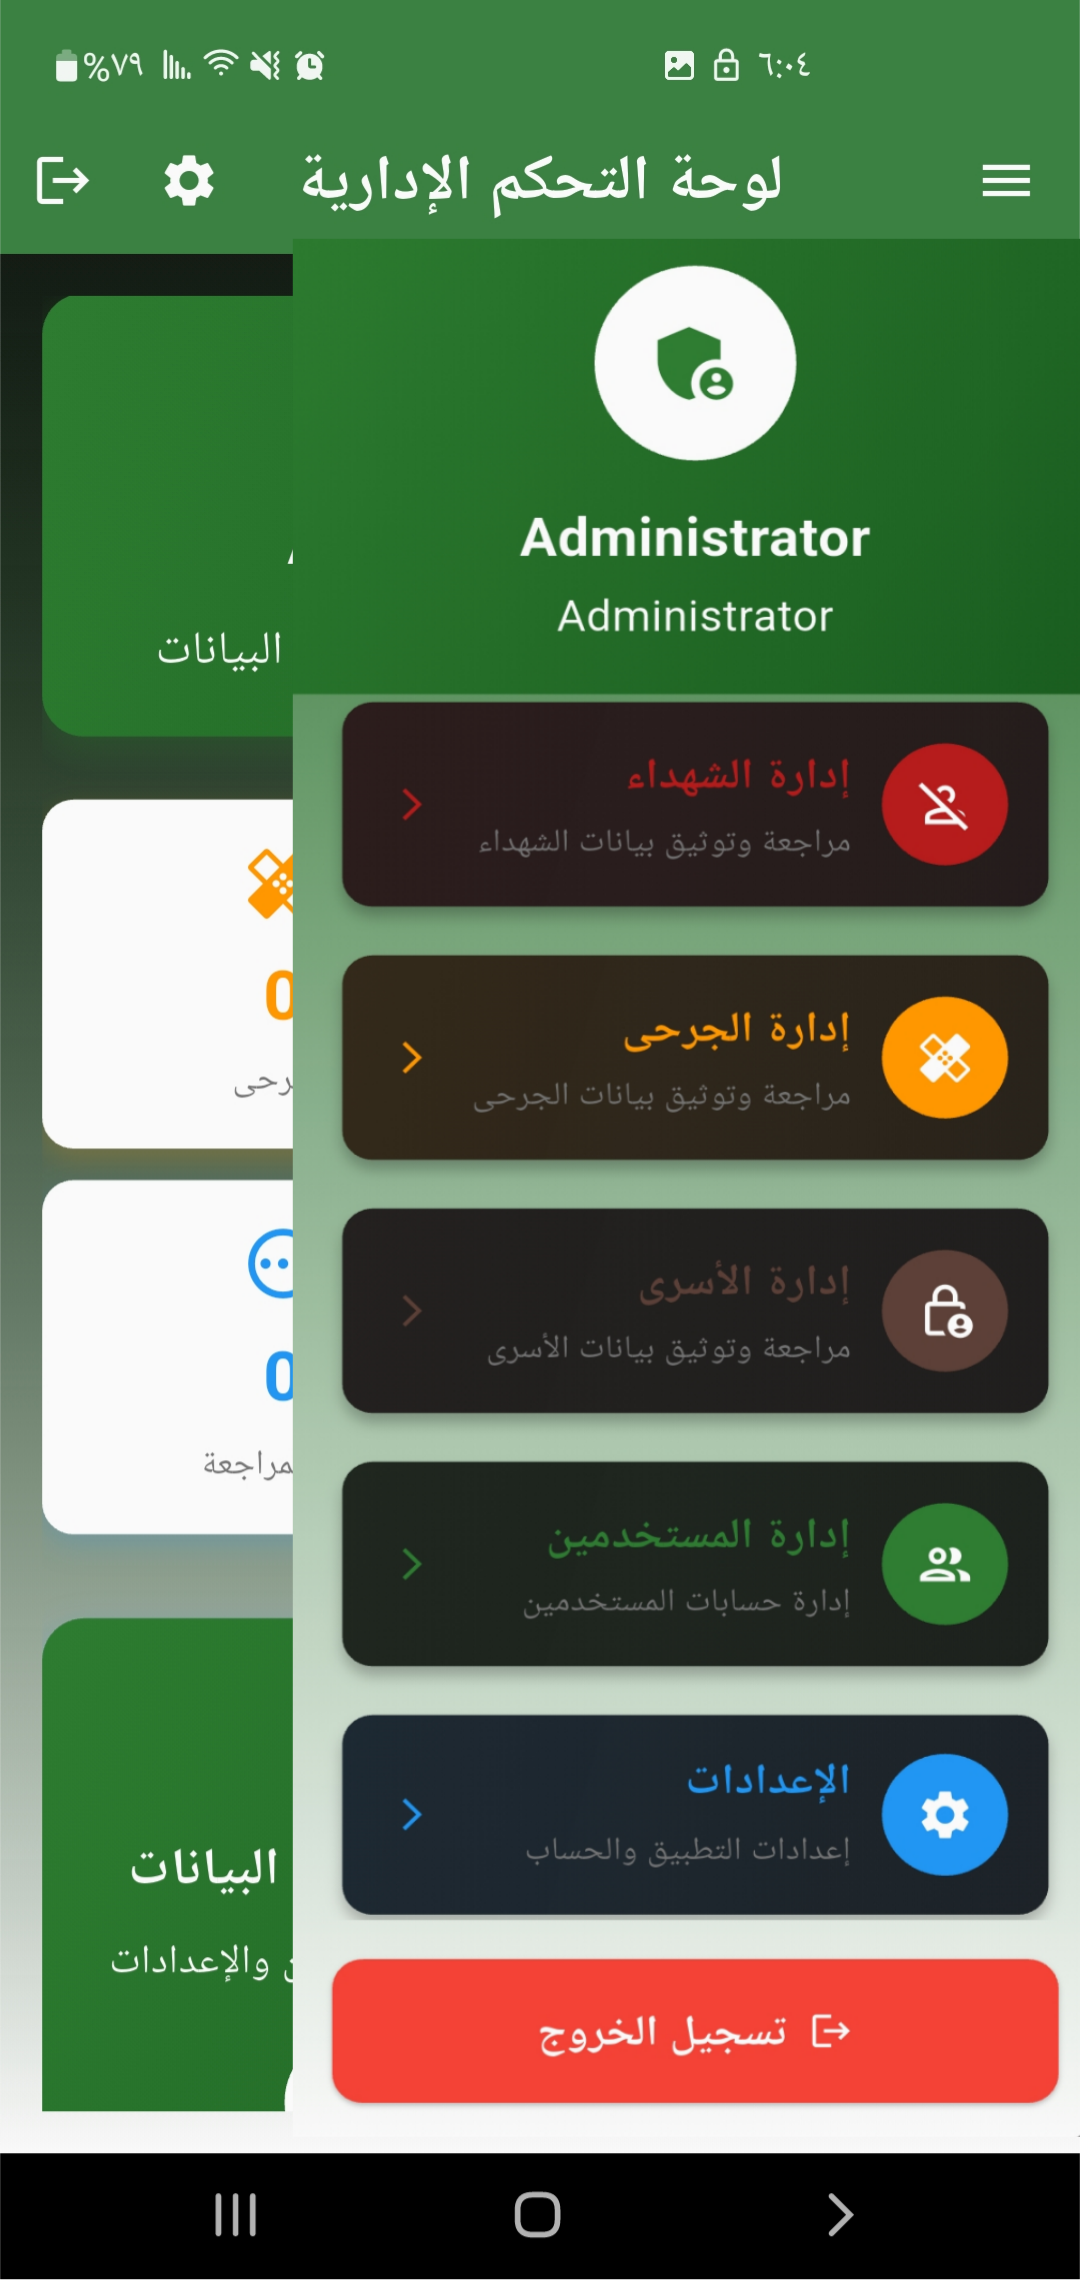 %٧٩ ٦:٠٤
لوحة التحكم الإدارية
Administrator
Administrator
إدارة الشهداء
مراجعة وتوثيق بيانات الشهداء
إدارة الجرحى
مراجعة وتوثيق بيانات الجرحى
إدارة الأسرى
مراجعة وتوثيق بيانات الأسرى
إدارة المستخدمين
إدارة حسابات المستخدمين
الإعدادات
إعدادات التطبيق والحساب
تسجيل الخروج
البيانات
0
رحى
0
مراجعة
البيانات
والإعدادات